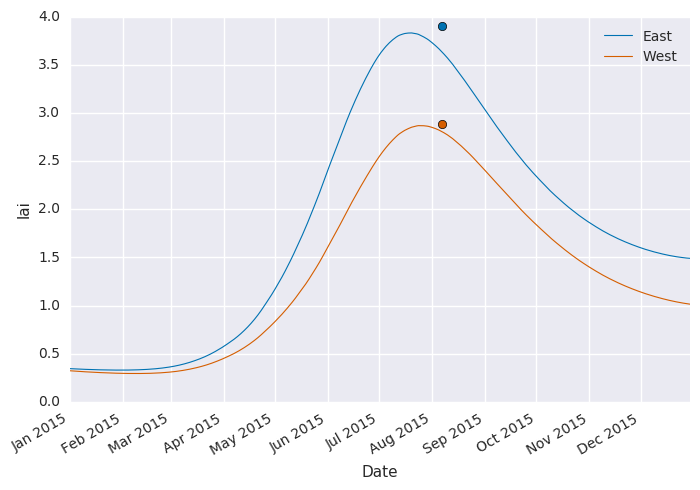 4.0
3.5
3.0
2.5
2.0
1.5
1.0
0.5
0.0
lai
East
West
Jan 2015
Feb 2015
Mar 2015
Apr 2015
May 2015
Jun 2015
Jul 2015
Aug 2015
Sep 2015
Oct 2015
Nov 2015
Dec 2015
Date